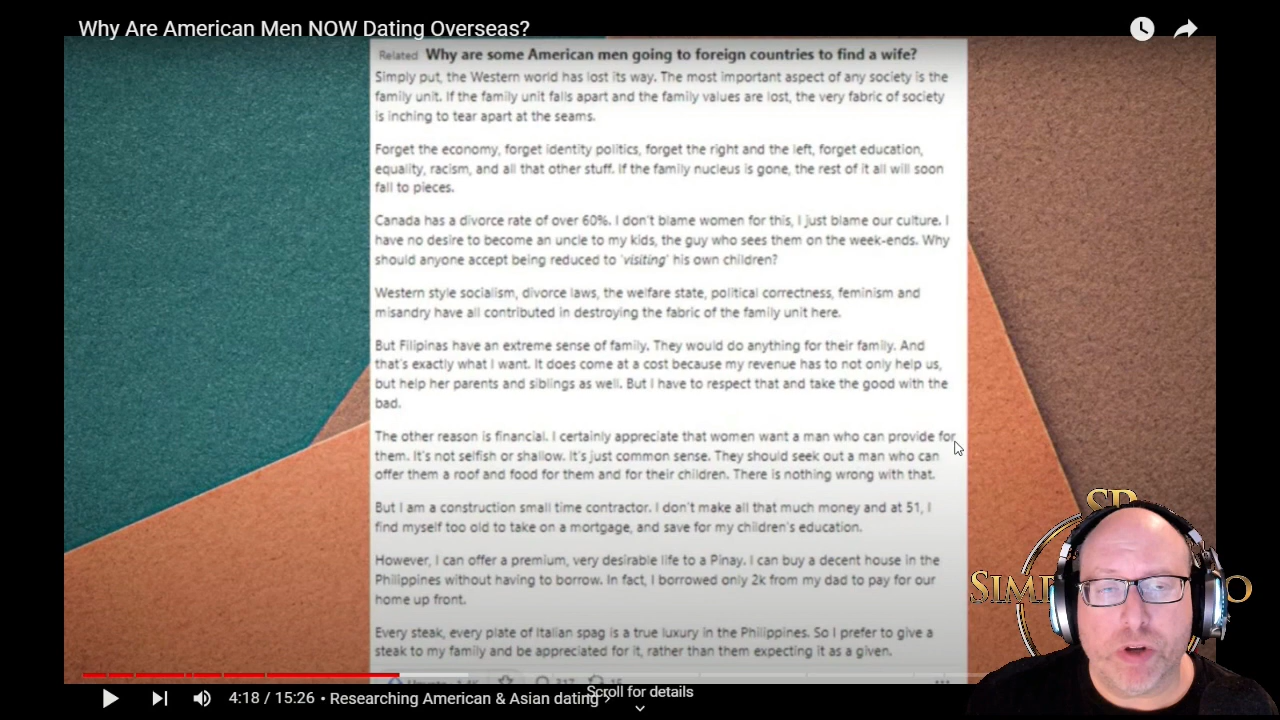 Why Are American Men NOW Dating Overseas?
Related Why are some American men going to foreign countries to find a wife?
Simply put, the Western world has lost its way. The most important aspect of any society is the
family unit. If the family unit falls apart and the family values are lost, the very fabric of society
is inching to tear apart at the seams.
Forget the economy, forget identity politics, forget the right and the left, forget education,
equality, racism, and all that other stuff. If the family nucleus is gone, the rest of it all will soon
fall to pieces.
Canada has a divorce rate of over 60%. I don't blame women for this, I just blame our culture. I
have no desire to become an uncle to my kids, the guy who sees them on the week-ends. Why
should anyone accept being reduced to 'visiting' his own children?
Western style socialism, divorce laws, the welfare state, political correctness, feminism and
misandry have all contributed in destroying the fabric of the family unit here.
But Filipinas have an extreme sense of family. They would do anything for their family. And
that's exactly what I want. It does come at a cost because my revenue has to not only help us,
but help her parents and siblings as well. But I have to respect that and take the good with the
bad.
The other reason is financial. I certainly appreciate that women want a man who can provide for
them. It's not selfish or shallow. It's just common sense. They should seek out a man who can
offer them a roof and food for them and for their children. There is nothing wrong with that.
But I am a construction small time contractor. I don't make all that much money and at 51, I
find myself too old to take on a mortgage, and save for my children's education.
However, I can offer a premium, very desirable life to a Pinay. I can buy a decent house in the
Philippines without having to borrow. In fact, I borrowed only 2k from my dad to pay for our
home up front.
Every steak, every plate of Italian spag is a true luxury in the Philippines. So I prefer to give a
steak to my family and be appreciated for it, rather than them expecting it as a given.
SP
4:18 / 15:26 • Researching American & Asian dating
Scroll for details